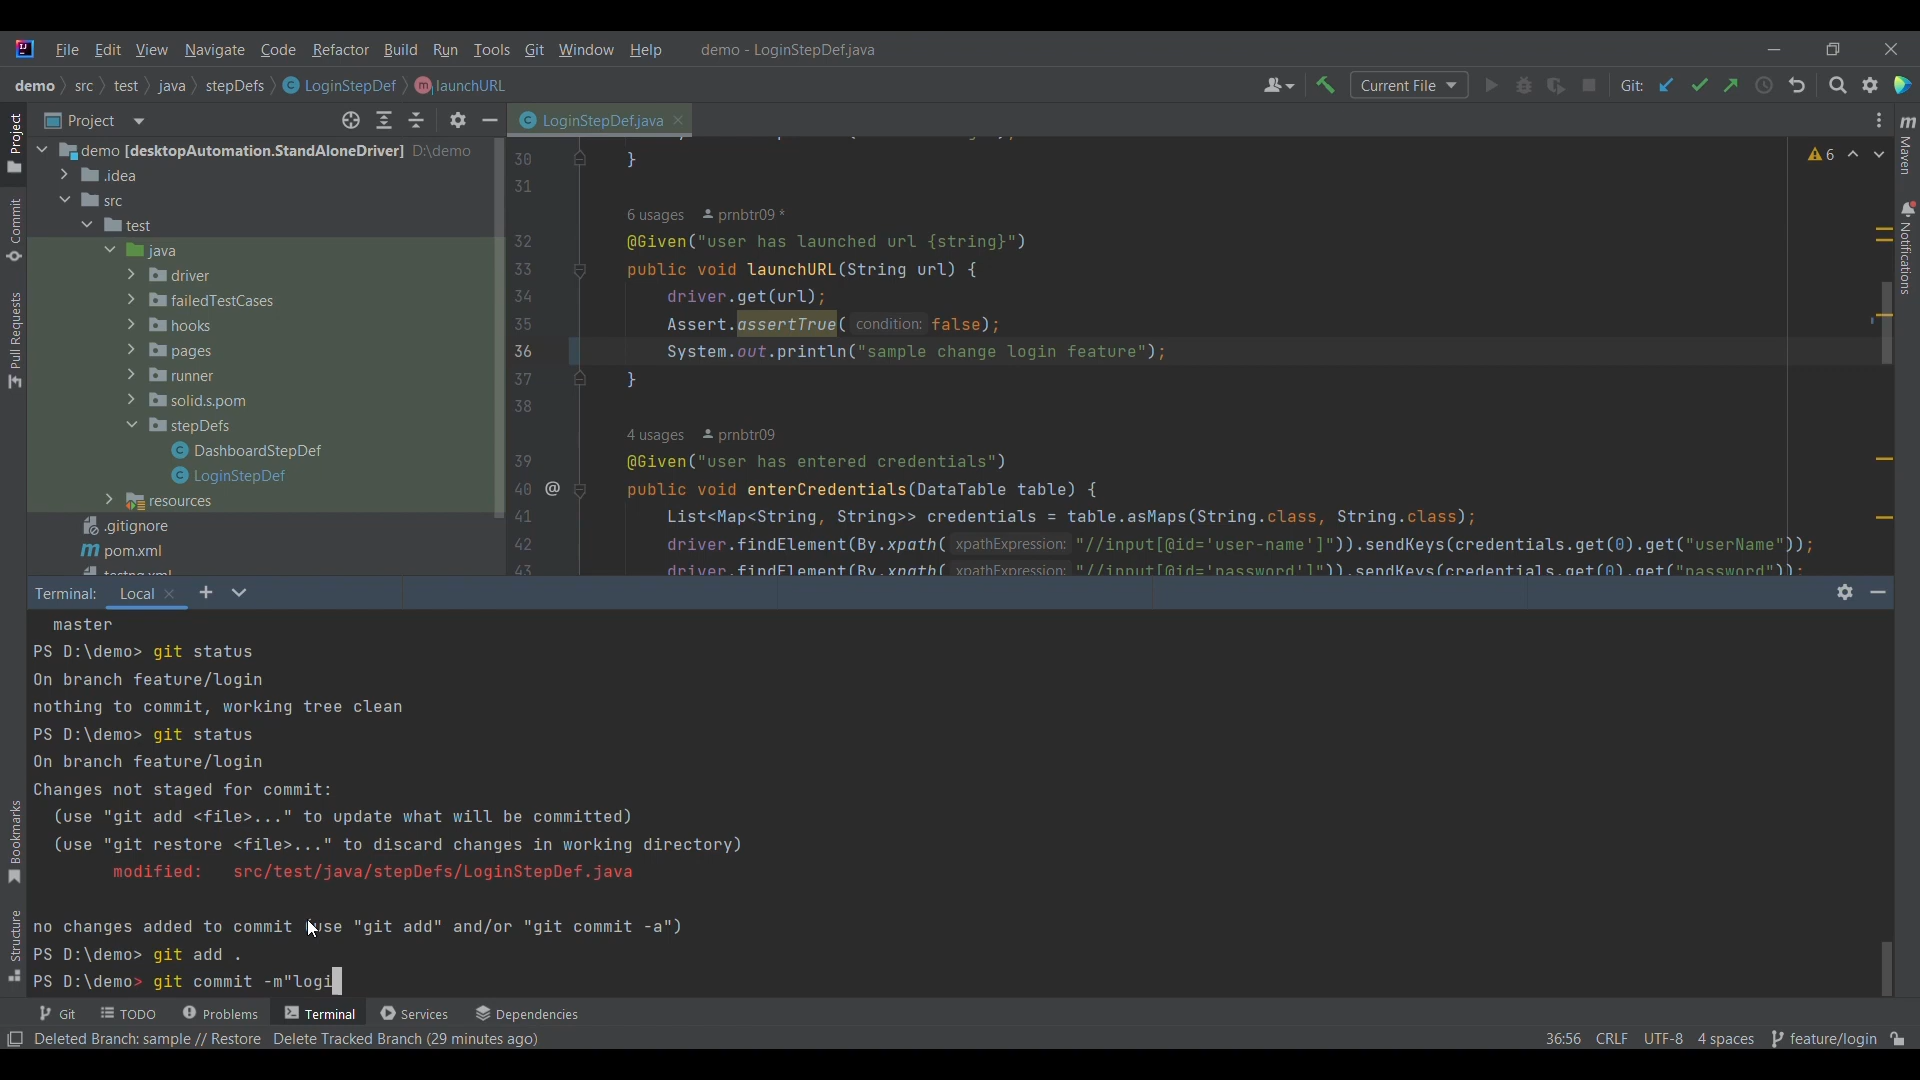 File Edit View Navigate Code Refactor Build Run Tools Git Window Help demo - LoginStepDef.java
demo src test java stepDefs LoginStepDef launchURL
Current File Git:
Project
LoginStepDef.java
Project
Commit
Pull Requests
Bookmarks
Structure
demo [desktopAutomation.StandAloneDriver] D:\demo
.idea
src
test
java
driver
failedTestCases
hooks
pages
runner
solid.s.pom
stepDefs
DashboardStepDef
LoginStepDef
resources
.gitignore
pom.xml
6
30 }
31
6 usages prnbtr09 *
32 @Given("user has launched url {string}")
33 public void launchURL(String url) {
34 driver.get(url);
35 Assert.assertTrue( condition: false);
36 System.out.println("sample change login feature");
37 }
38
4 usages prnbtr09
39 @Given("user has entered credentials")
40 @ public void enterCredentials(DataTable table) {
41 List<Map<String, String>> credentials = table.asMaps(String.class, String.class);
42 driver.findElement(By.xpath( xpathExpression: "//input[@id='user-name']")).sendKeys(credentials.get(0).get("userName"));
43 driver.findElement(By.xpath( xpathExpression: "//input[@id='password']")).sendKeys(credentials.get(0).get("password"));
Maven
Notifications
Terminal: Local
master
PS D:\demo> git status
On branch feature/login
nothing to commit, working tree clean
PS D:\demo> git status
On branch feature/login
Changes not staged for commit:
(use "git add <file>..." to update what will be committed)
(use "git restore <file>..." to discard changes in working directory)
modified: src/test/java/stepDefs/LoginStepDef.java
no changes added to commit (use "git add" and/or "git commit -a")
PS D:\demo> git add .
PS D:\demo> git commit -m"logi
Git TODO Problems Terminal Services Dependencies
Deleted Branch: sample // Restore Delete Tracked Branch (29 minutes ago) 36:56 CRLF UTF-8 4 spaces feature/login